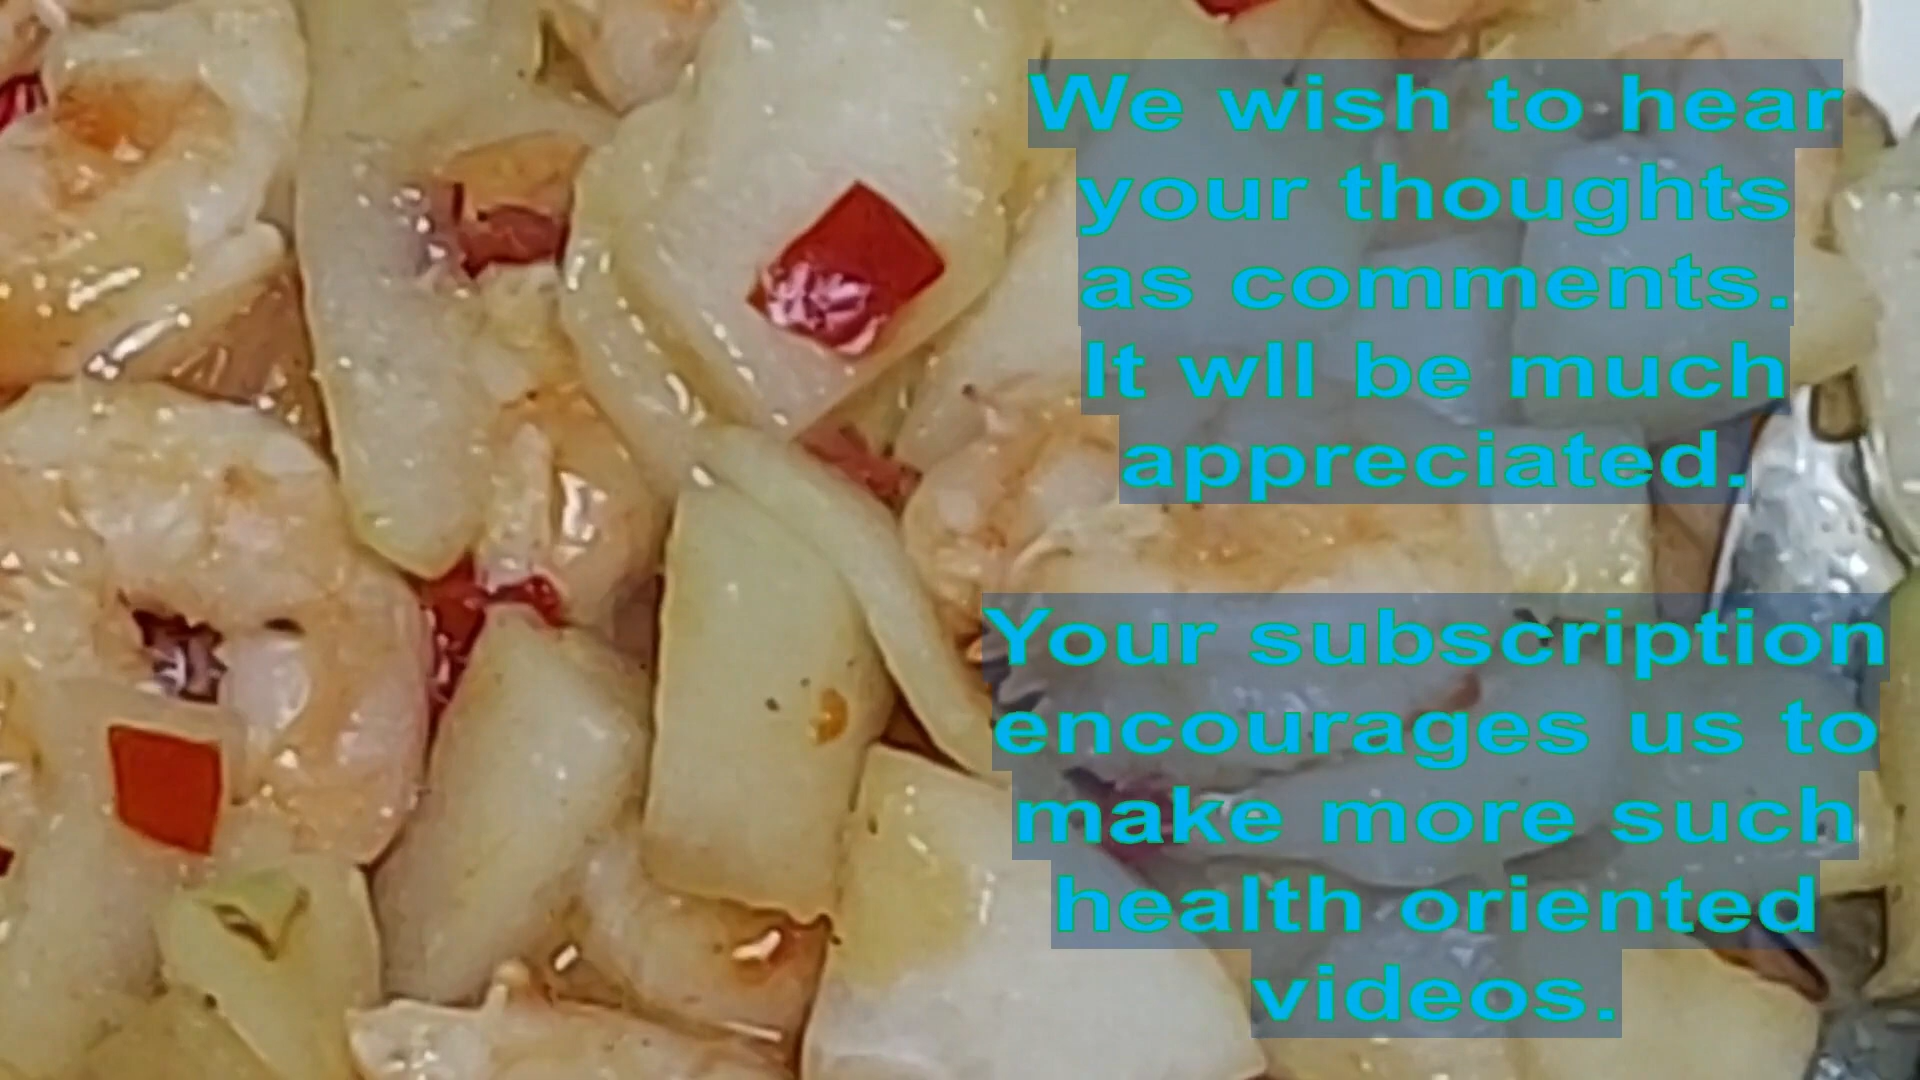 We wish to hear
your thoughts
as comments.
It wll be much
appreciated.
Your subscription
encourages us to
make more such
health oriented
videos.